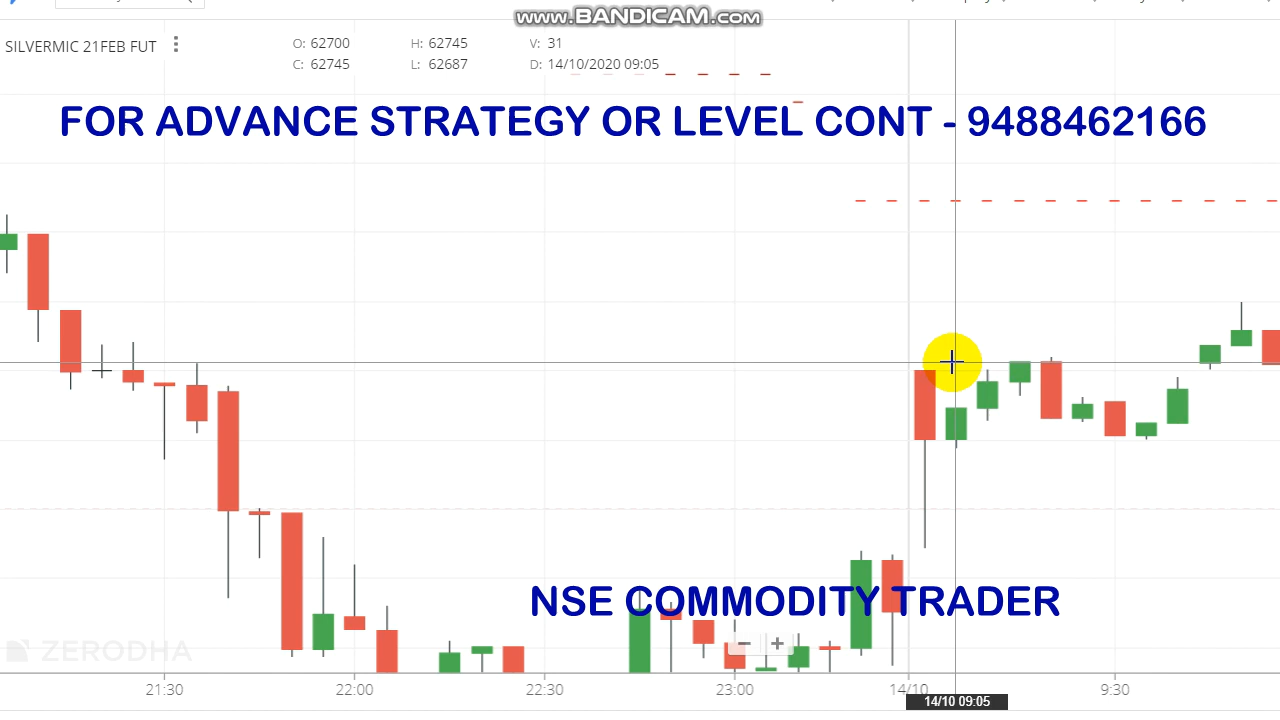 www.BANDICAM.com
SILVERMIC 21FEB FUT
O: 62700 H: 62745 V: 31
C: 62745 L: 62687 D: 14/10/2020 09:05
FOR ADVANCE STRATEGY OR LEVEL CONT - 9488462166
NSE COMMODITY TRADER
ZERODHA
21:30 22:00 22:30 23:00 14/10 9:30
14/10 09:05